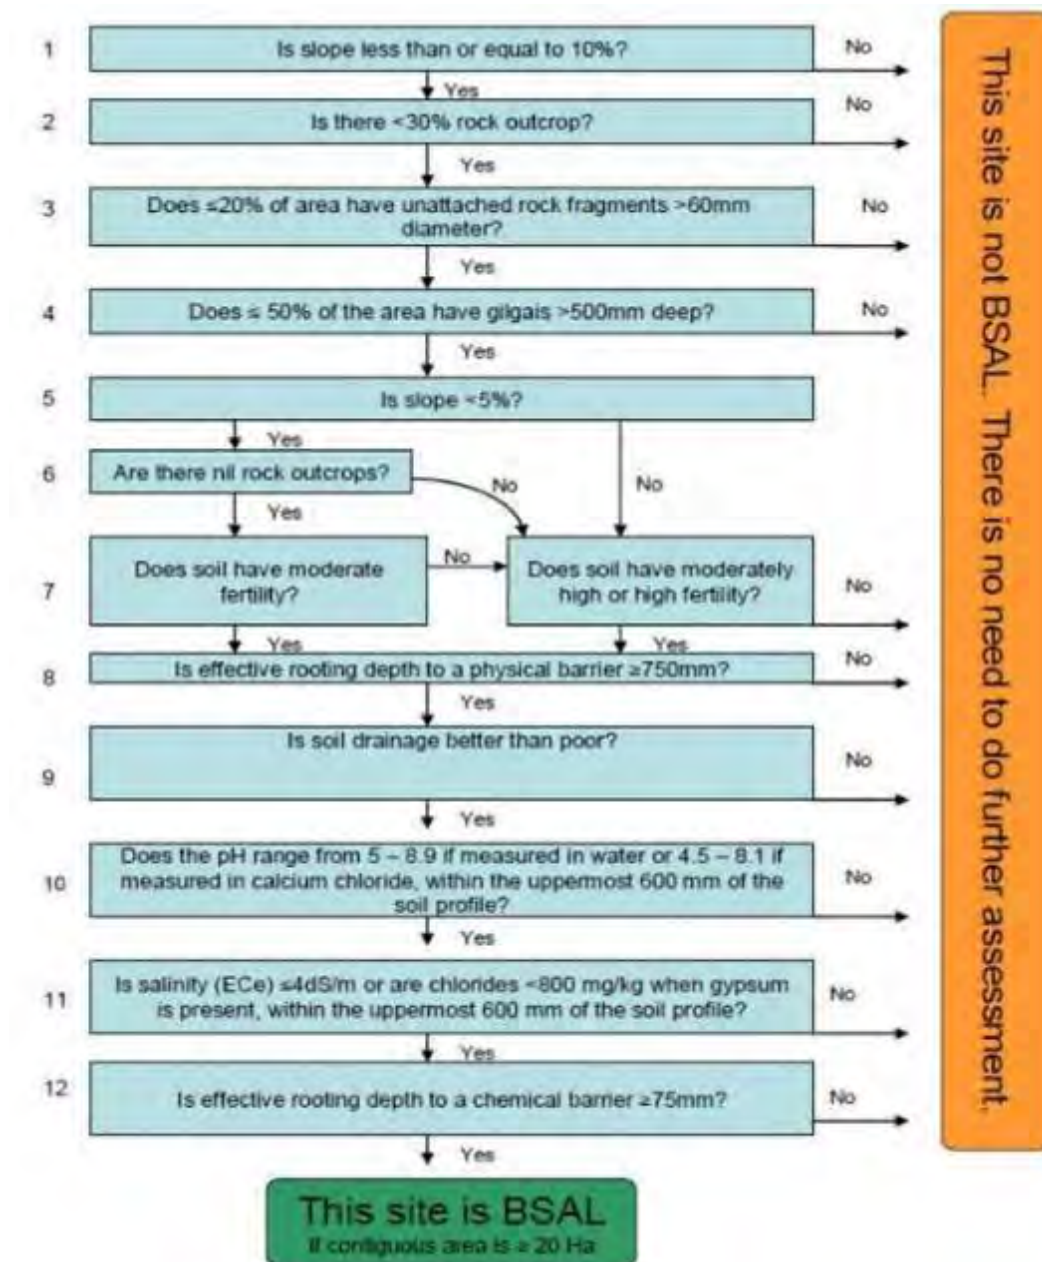 1
Is slope less than or equal to 10%?
No
Yes
2
Is there <30% rock outcrop?
No
Yes
3
Does ≤20% of area have unattached rock fragments >60mm
diameter?
No
Yes
4
Does ≤ 50% of the area have gilgais >500mm deep?
No
Yes
5
Is slope <5%?
Yes
No
6
Are there nil rock outcrops?
No
Yes
7
Does soil have moderate
fertility?
No
Does soil have moderately
high or high fertility?
No
Yes
Yes
8
Is effective rooting depth to a physical barrier ≥750mm?
No
Yes
9
Is soil drainage better than poor?
No
Yes
10
Does the pH range from 5 – 8.9 if measured in water or 4.5 – 8.1 if
measured in calcium chloride, within the uppermost 600 mm of the
soil profile?
No
Yes
11
Is salinity (ECe) ≤4dS/m or are chlorides <800 mg/kg when gypsum
is present, within the uppermost 600 mm of the soil profile?
No
Yes
12
Is effective rooting depth to a chemical barrier ≥75mm?
No
Yes
This site is BSAL
If contiguous area is ≥ 20 Ha
This site is not BSAL. There is no need to do further assessment.